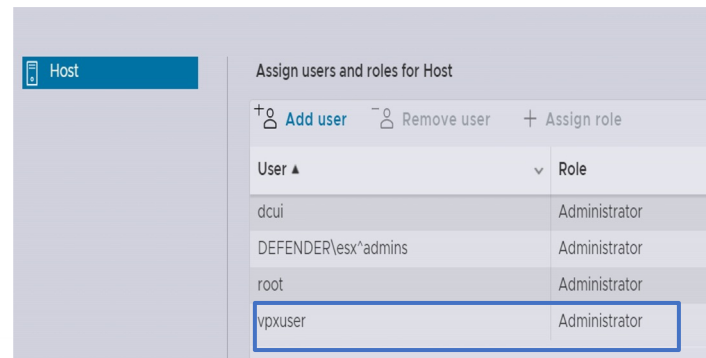 Host
Assign users and roles for Host
Add user Remove user + Assign role
User ▲ Role
dcui Administrator
DEFENDER\esx^admins Administrator
root Administrator
vpxuser Administrator